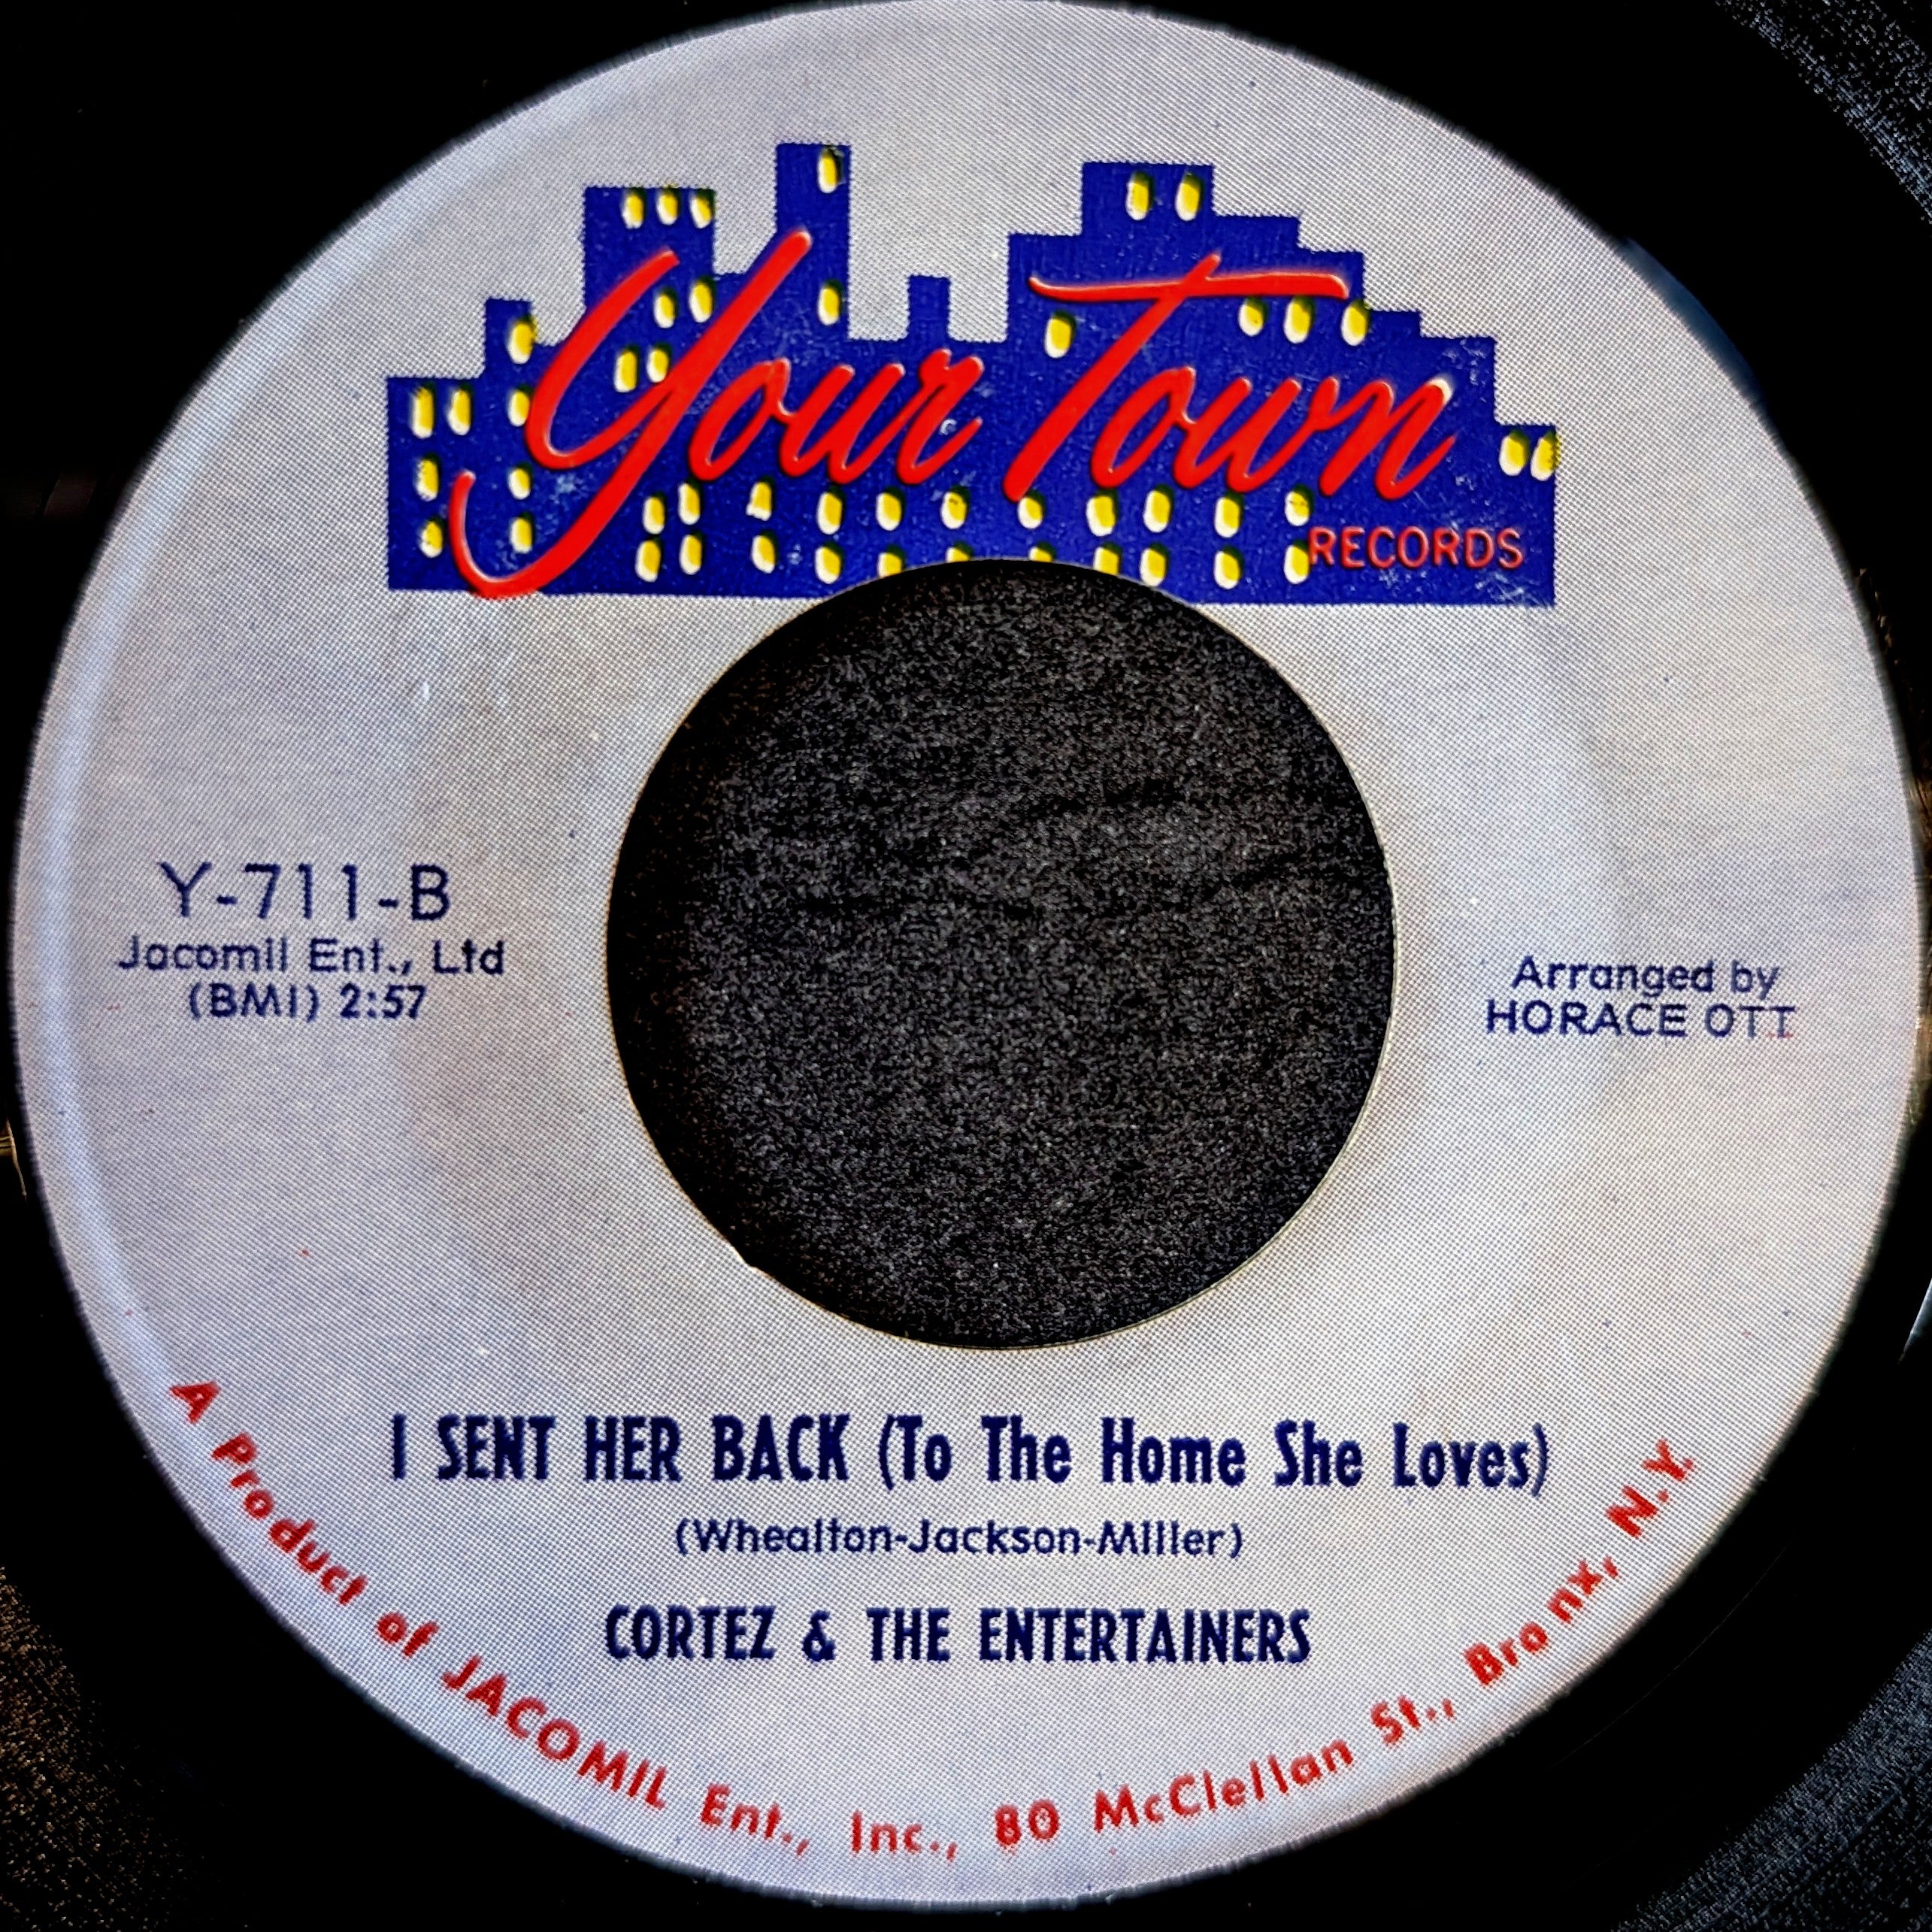 Your Town
RECORDS
Y-711-B
Jacomil Ent., Ltd
(BMI) 2:57
Arranged by
HORACE OTT
I SENT HER BACK (To The Home She Loves)
(Whealton-Jackson-Miller)
CORTEZ & THE ENTERTAINERS
A Product of JACOMIL Ent., Inc., 80 McClellan St., Bronx, N.Y.